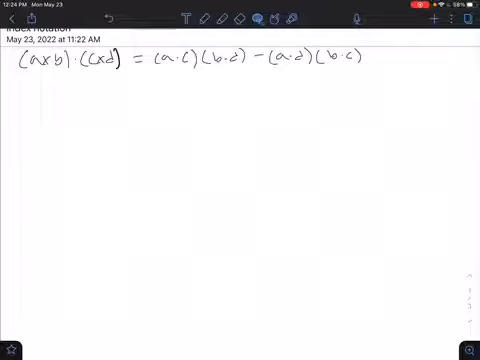 12:24 PM Mon May 23
58%
Index notation
May 23, 2022 at 11:22 AM
(a×b)·(c×d) = (a·c)(b·d) − (a·d)(b·c)